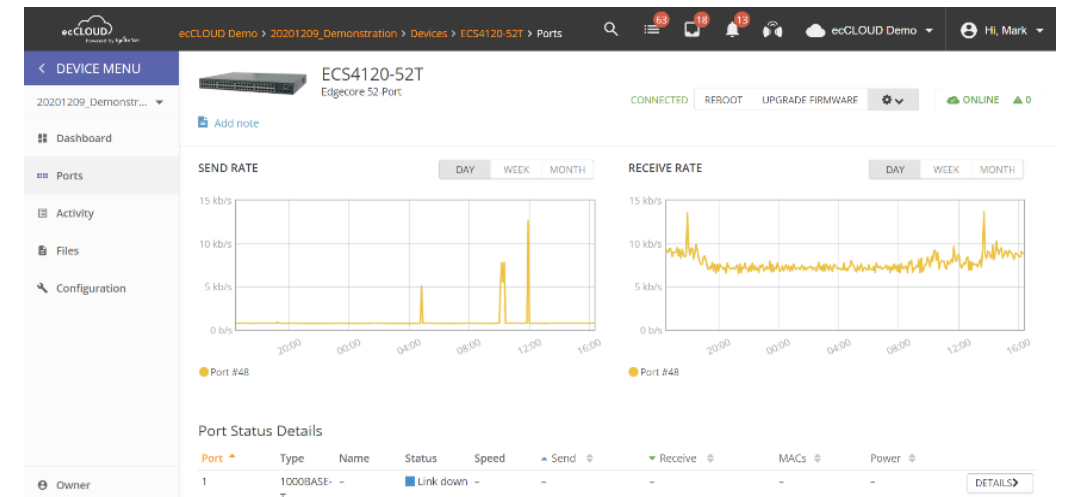 ecCLOUD
Powered by IgniteNet
ecCLOUD Demo > 20201209_Demonstration > Devices > ECS4120-52T > Ports
63
18
13
ecCLOUD Demo
Hi, Mark
DEVICE MENU
20201209_Demonstr...
Dashboard
Ports
Activity
Files
Configuration
Owner
ECS4120-52T
Edgecore 52-Port
Add note
CONNECTED REBOOT UPGRADE FIRMWARE
ONLINE 0
SEND RATE DAY WEEK MONTH
15 kb/s
10 kb/s
5 kb/s
0 b/s
20:00 00:00 04:00 08:00 12:00 16:00
Port #48
RECEIVE RATE DAY WEEK MONTH
15 kb/s
10 kb/s
5 kb/s
0 b/s
20:00 00:00 04:00 08:00 12:00 16:00
Port #48
Port Status Details
Port Type Name Status Speed Send Receive MACs Power
1 1000BASE- – Link down – – – – – DETAILS
T